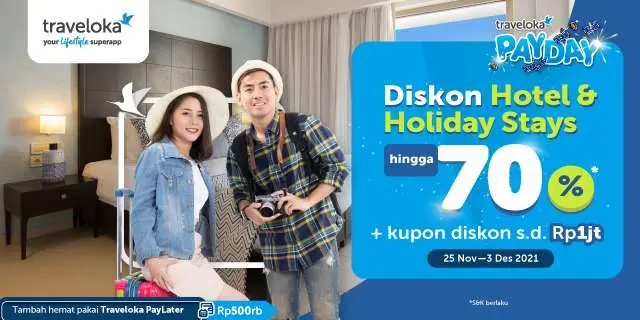 traveloka
your Lifestyle superapp
traveloka
PAYDAY
Diskon Hotel &
Holiday Stays
hingga
70%*
+ kupon diskon s.d. Rp1jt
25 Nov—3 Des 2021
*S&K berlaku
Tambah hemat pakai Traveloka PayLater
Rp500rb